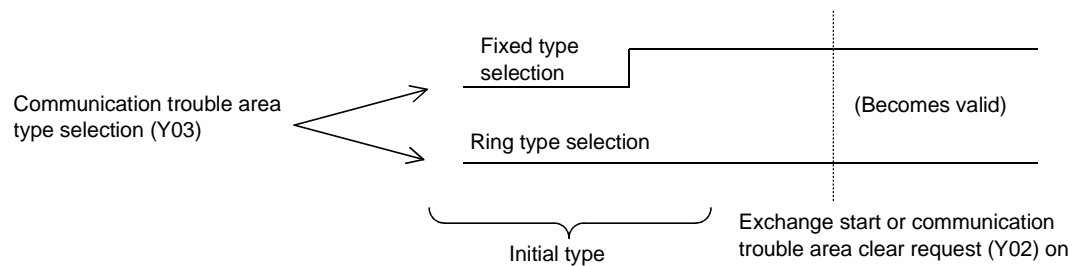 Fixed type
selection
Communication trouble area
type selection (Y03)
(Becomes valid)
Ring type selection
Initial type
Exchange start or communication
trouble area clear request (Y02) on